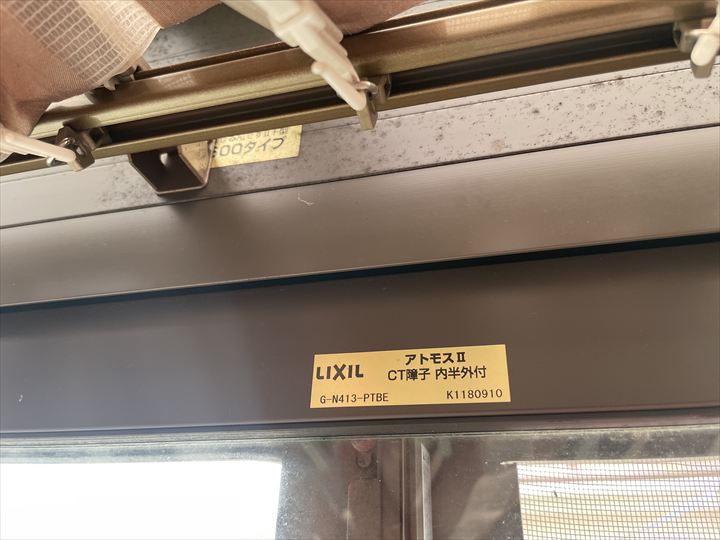 00タイプ
LIXIL
アトモスⅡ
CT障子 内半外付
G-N413-PTBE K1180910